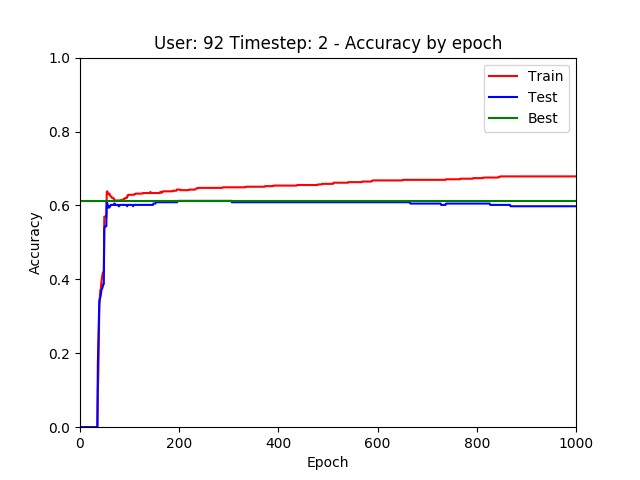 User: 92 Timestep: 2 - Accuracy by epoch
1.0
0.8
0.6
0.4
0.2
0.0
Accuracy
Train
Test
Best
0 200 400 600 800 1000
Epoch